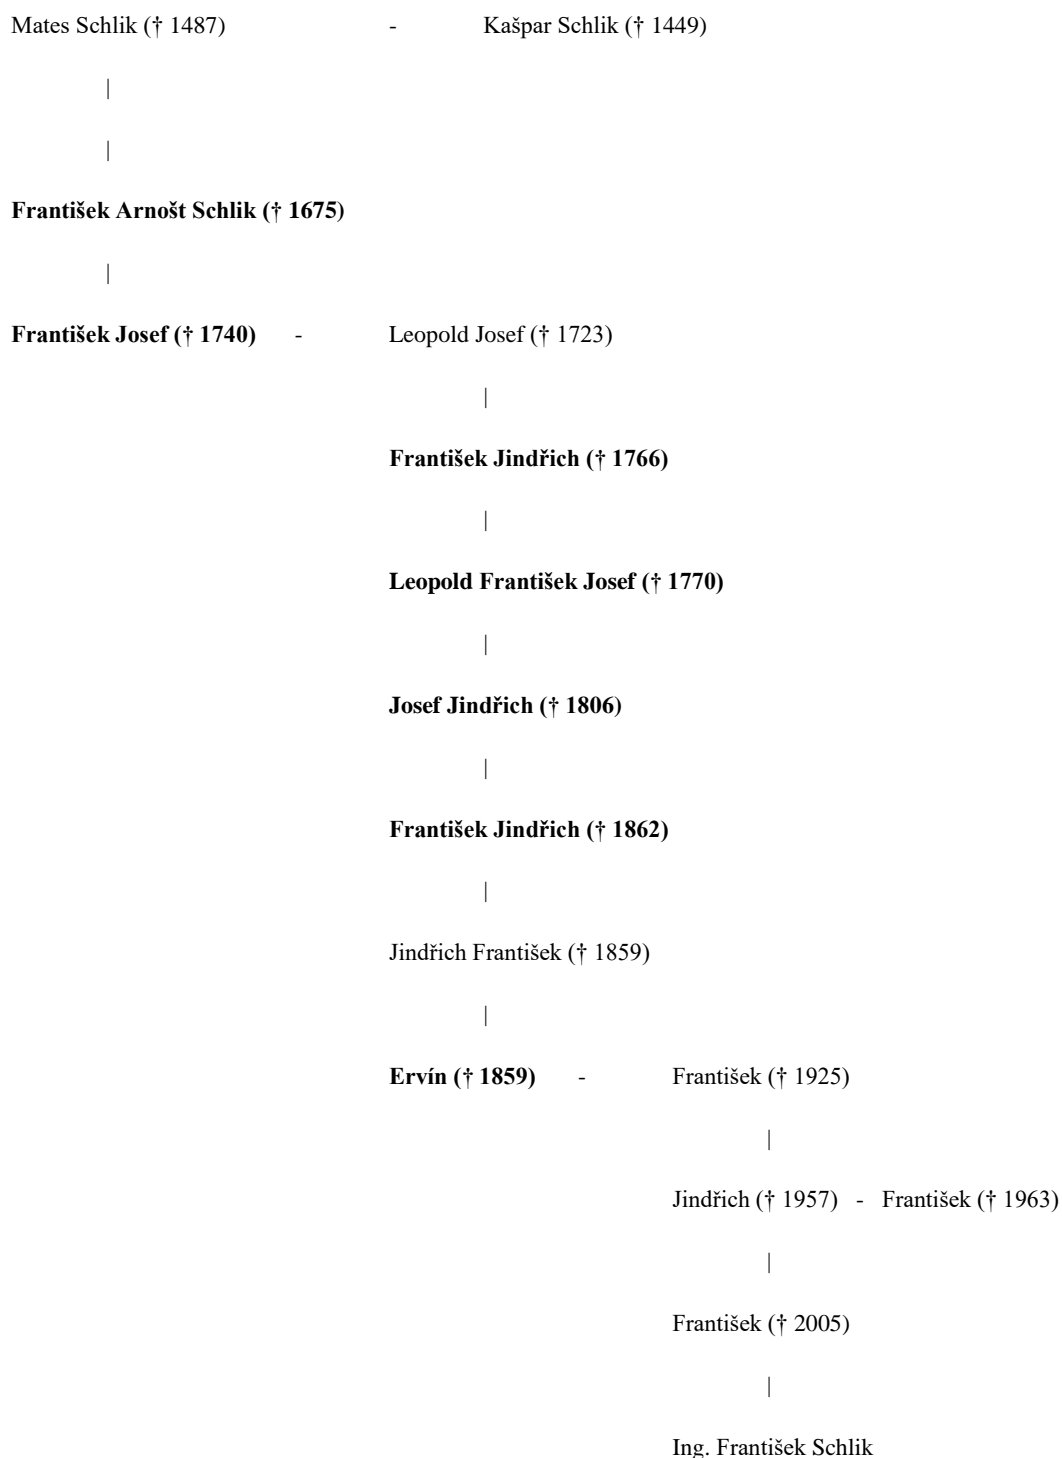 Mates Schlik († 1487) - Kašpar Schlik († 1449)
|
|
František Arnošt Schlik († 1675)
|
František Josef († 1740) - Leopold Josef († 1723)
|
František Jindřich († 1766)
|
Leopold František Josef († 1770)
|
Josef Jindřich († 1806)
|
František Jindřich († 1862)
|
Jindřich František († 1859)
|
Ervín († 1859) - František († 1925)
|
Jindřich († 1957) - František († 1963)
|
František († 2005)
|
Ing. František Schlik